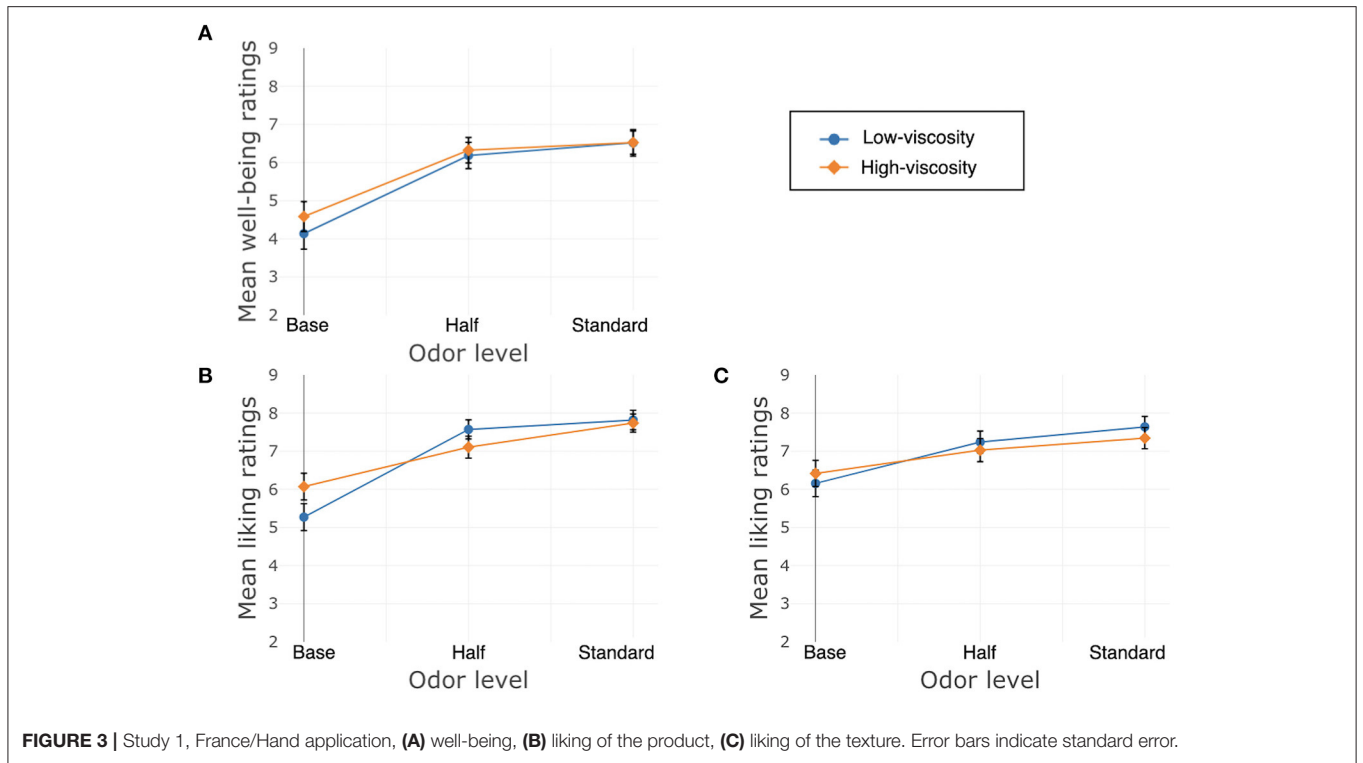 A
9
8
7
6
5
4
3
2
Mean well-being ratings
Base Half Standard
Odor level
Low-viscosity
High-viscosity
B
9
8
7
6
5
4
3
2
Mean liking ratings
Base Half Standard
Odor level
C
9
8
7
6
5
4
3
2
Mean liking ratings
Base Half Standard
Odor level
FIGURE 3 | Study 1, France/Hand application, (A) well-being, (B) liking of the product, (C) liking of the texture. Error bars indicate standard error.